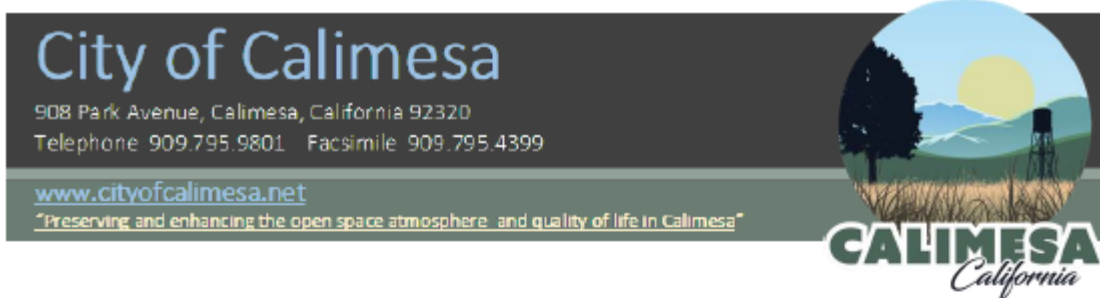 City of Calimesa
908 Park Avenue, Calimesa, California 92320
Telephone 909.795.9801 Facsimile 909.795.4399
www.cityofcalimesa.net
"Preserving and enhancing the open space atmosphere and quality of life in Calimesa"
CALIMESA
California